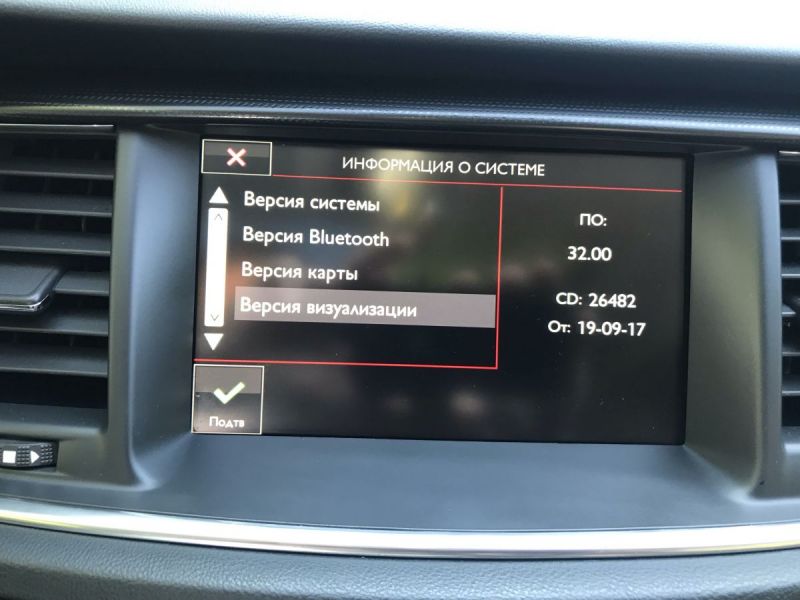 ИНФОРМАЦИЯ О СИСТЕМЕ
Версия системы
Версия Bluetooth
Версия карты
Версия визуализации
ПО:
32.00
CD: 26482
От: 19-09-17
Подтв